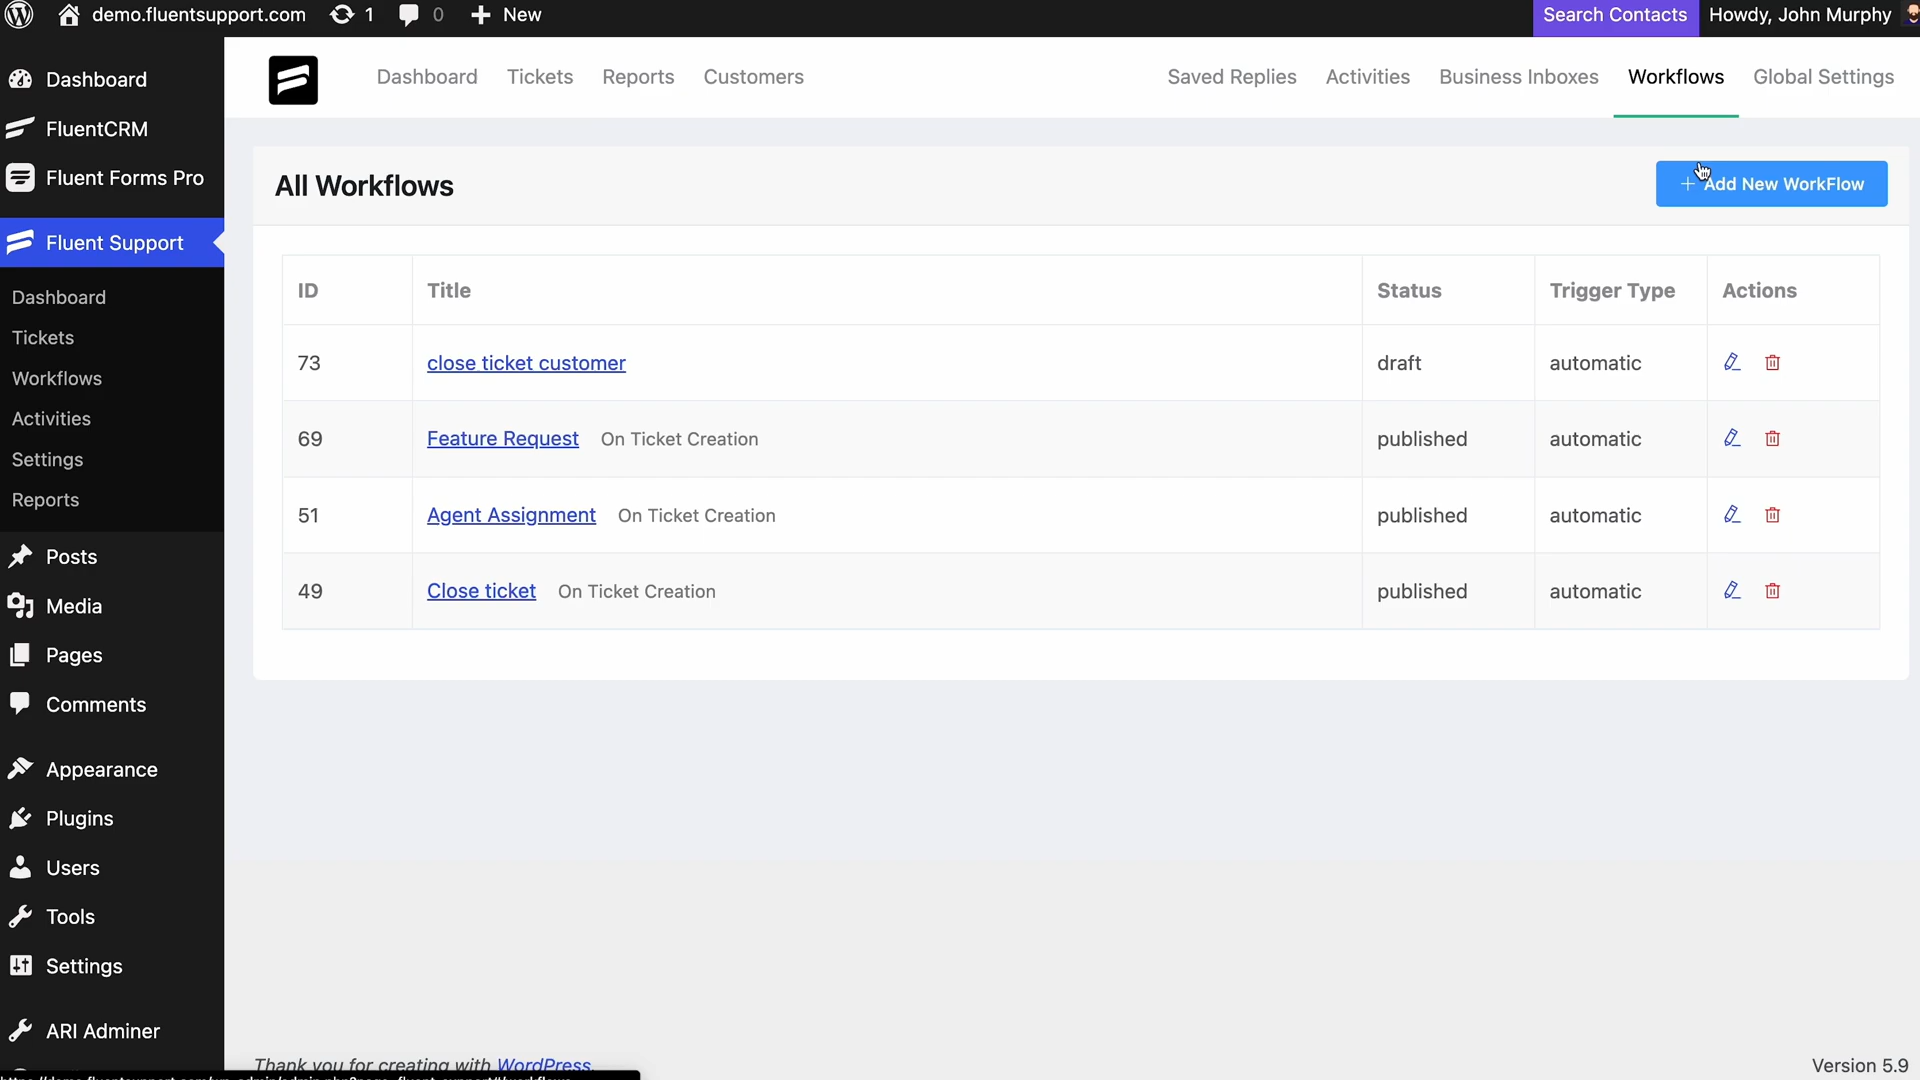 demo.fluentsupport.com 1 0 New Search Contacts Howdy, John Murphy
Dashboard
FluentCRM
Fluent Forms Pro
Fluent Support
Dashboard
Tickets
Workflows
Activities
Settings
Reports
Posts
Media
Pages
Comments
Appearance
Plugins
Users
Tools
Settings
ARI Adminer
Dashboard Tickets Reports Customers Saved Replies Activities Business Inboxes Workflows Global Settings
All Workflows
+ Add New WorkFlow
ID Title Status Trigger Type Actions
73 close ticket customer draft automatic
69 Feature Request On Ticket Creation published automatic
51 Agent Assignment On Ticket Creation published automatic
49 Close ticket On Ticket Creation published automatic
Thank you for creating with WordPress.
Version 5.9